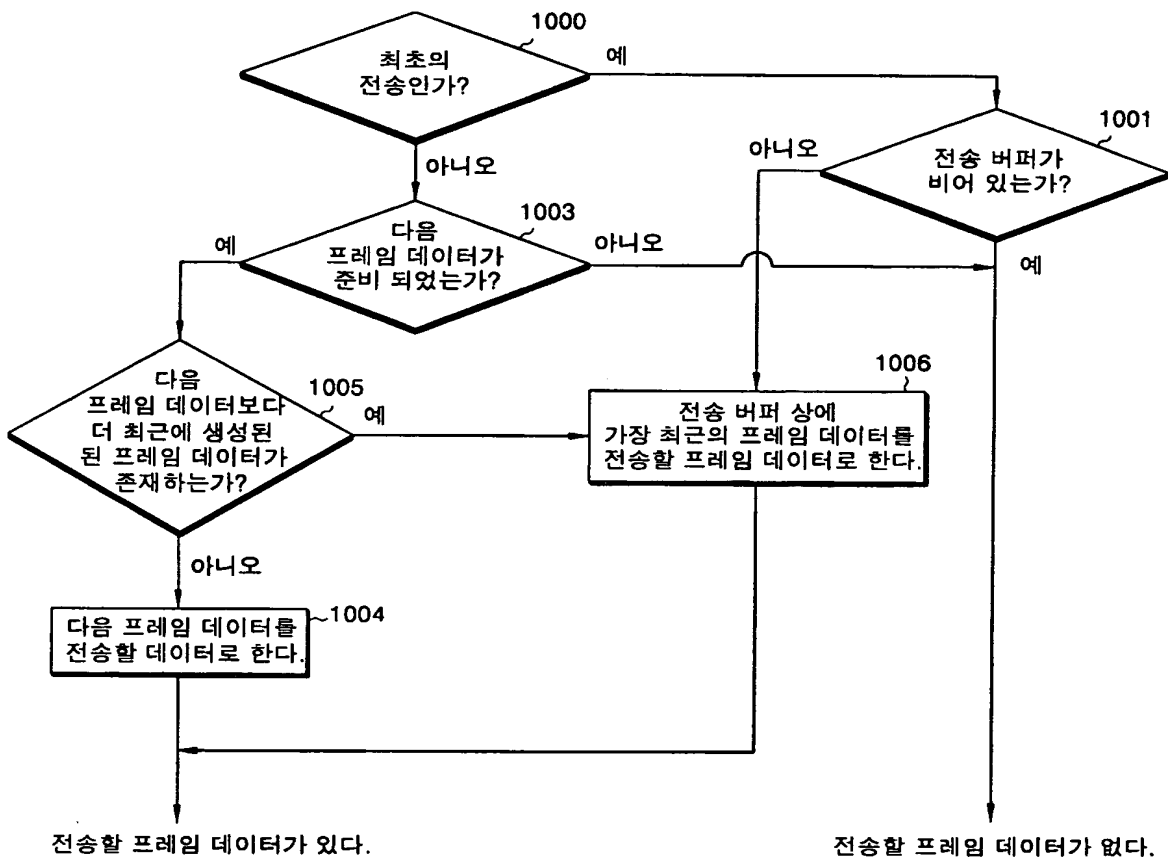 1000
예
최초의
전송인가?
1001
아니오
전송 버퍼가
비어 있는가?
아니오
1003
예
다음
프레임 데이터가
준비 되었는가?
아니오
예
다음
프레임 데이터보다
더 최근에 생성된
된 프레임 데이터가
존재하는가?
1005
예
1006
전송 버퍼 상에
가장 최근의 프레임 데이터를
전송할 프레임 데이터로 한다.
아니오
1004
다음 프레임 데이터를
전송할 데이터로 한다.
전송할 프레임 데이터가 있다.
전송할 프레임 데이터가 없다.